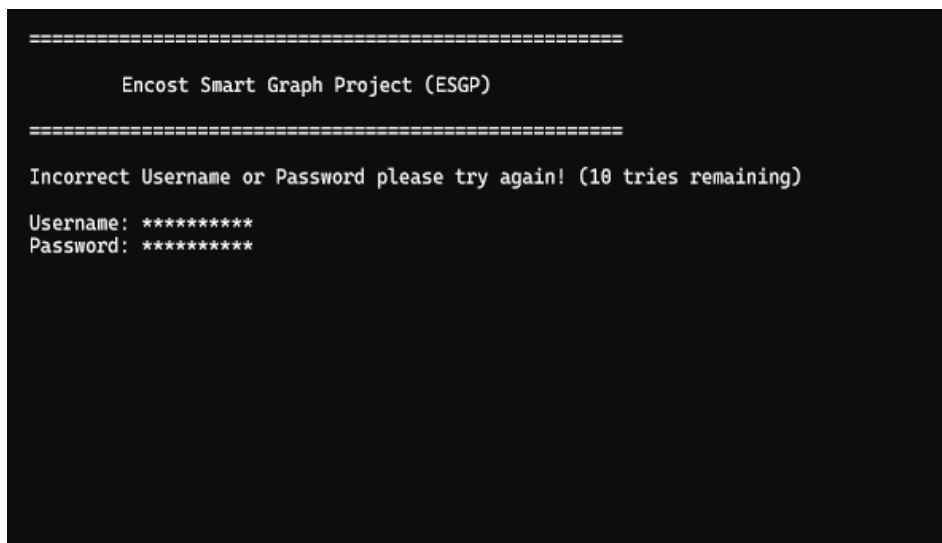 =====================================================
Encost Smart Graph Project (ESGP)
=====================================================
Incorrect Username or Password please try again! (10 tries remaining)
Username: **********
Password: **********